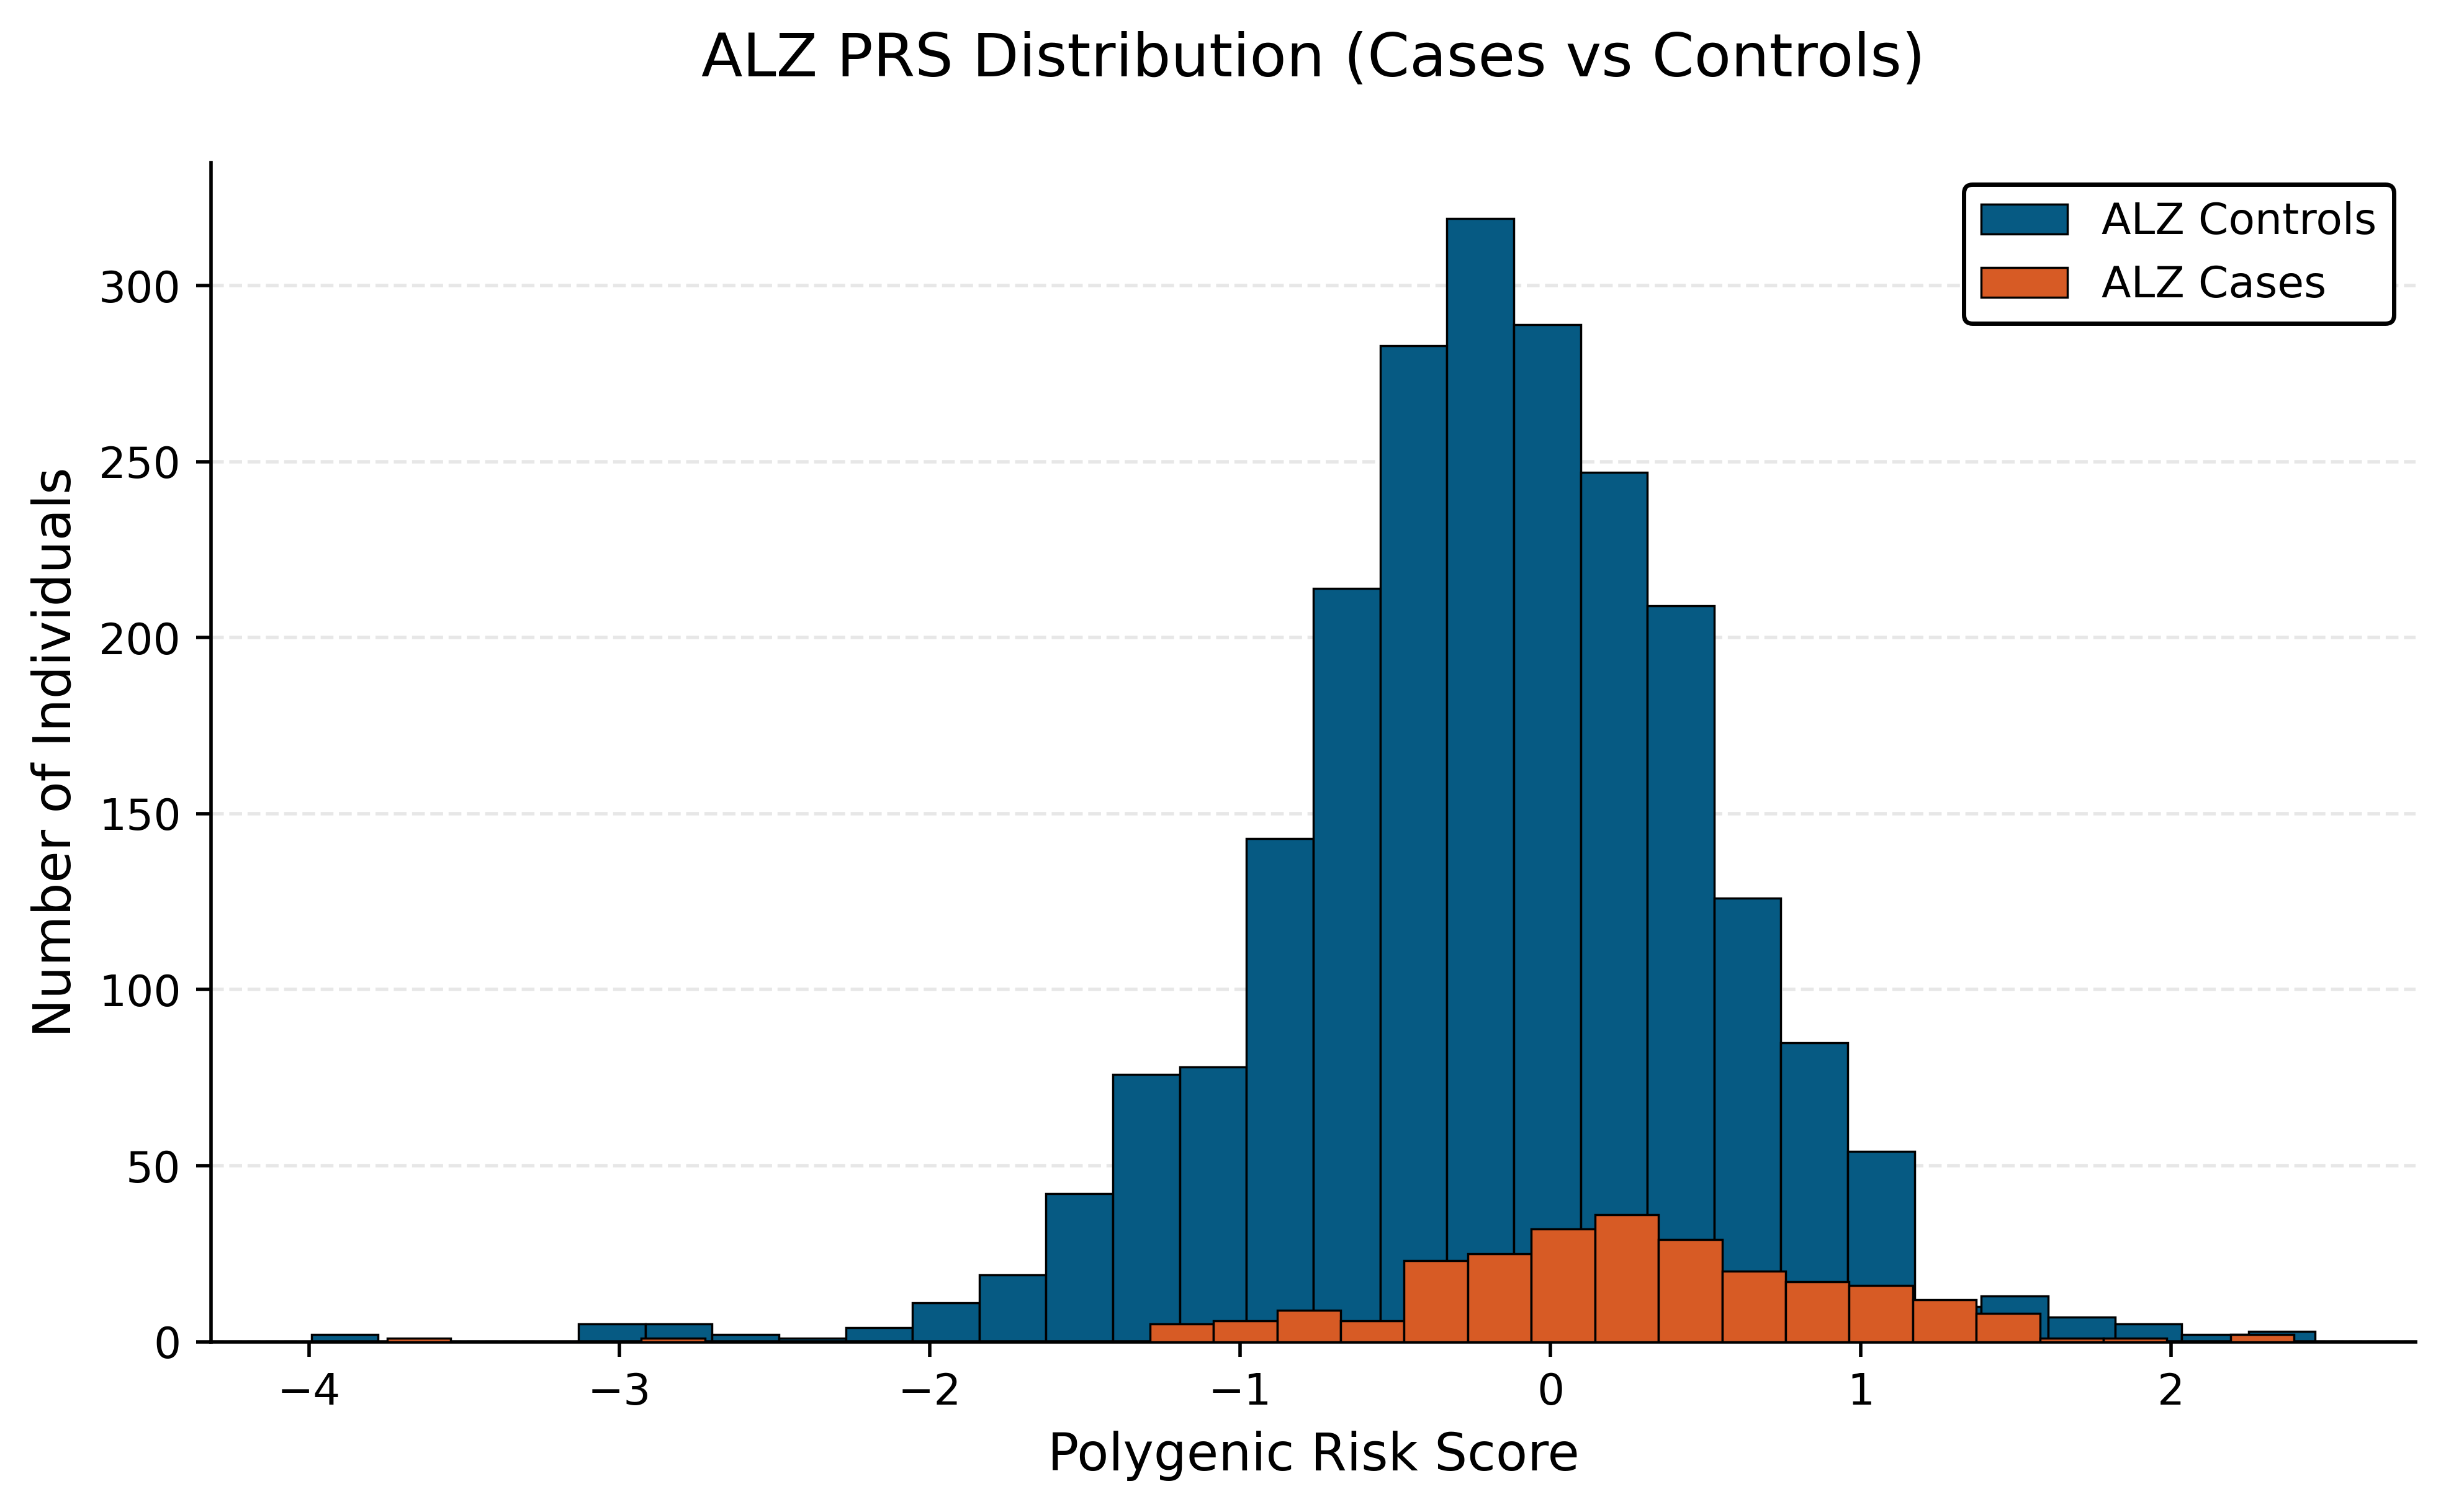 ALZ PRS Distribution (Cases vs Controls)
ALZ Controls
ALZ Cases
Number of Individuals
300
250
200
150
100
50
0
−4
−3
−2
−1
0
1
2
Polygenic Risk Score